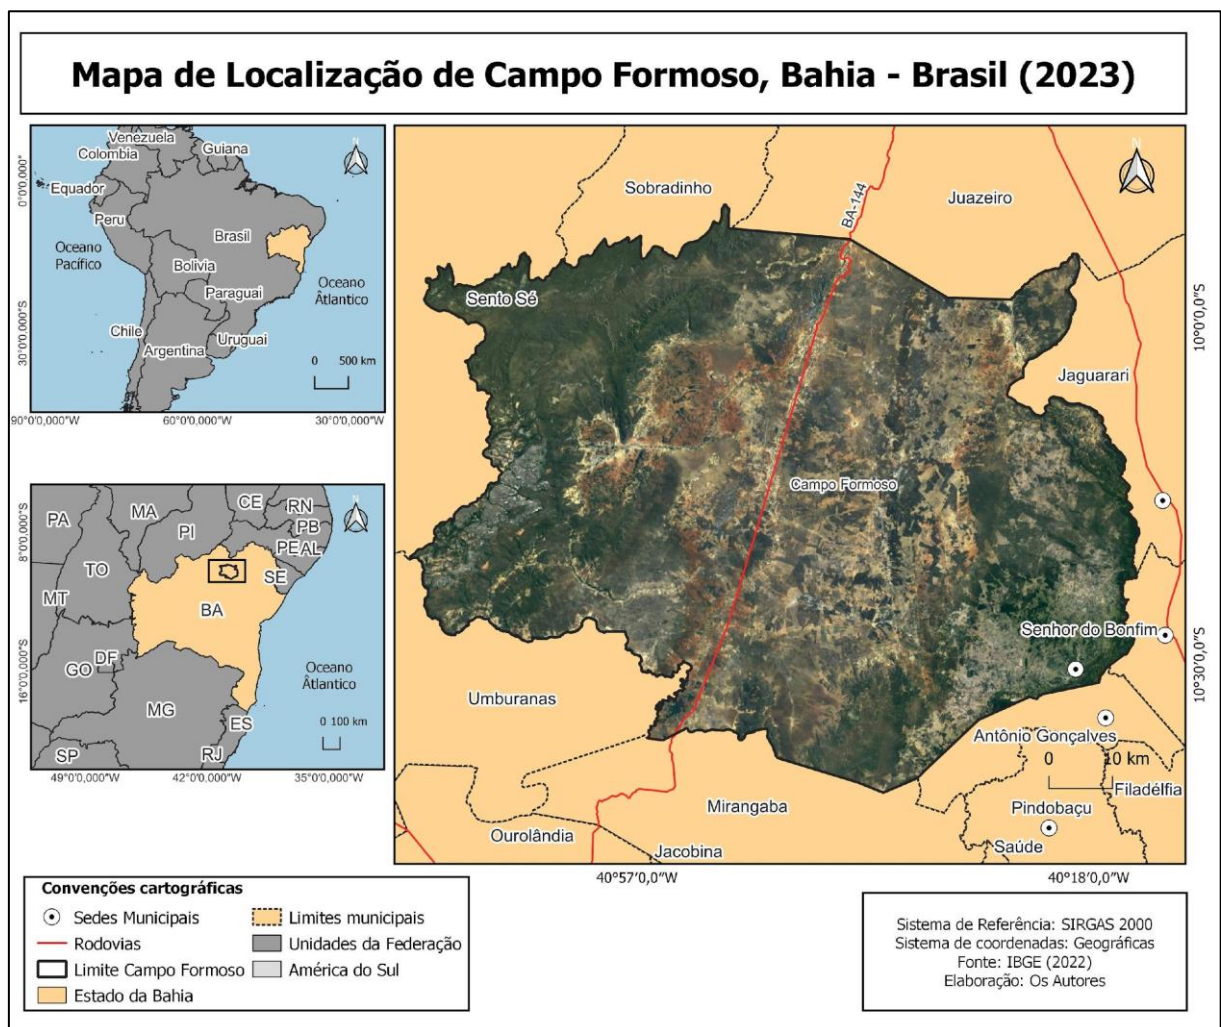 Mapa de Localização de Campo Formoso, Bahia - Brasil (2023)
N
Venezuela
Colombia
Guiana
Equador
Peru
Brasil
Oceano
Pacífico
Bolivia
Paraguai
Oceano
Âtlantico
Chile
Uruguai
Argentina
0 500 km
0°0'0,000"
30°0'0,000"S
90°0'0,000"W 60°0'0,000"W 30°0'0,000"W
N
PA
MA
CE
RN
PI
PB
PE
AL
TO
SE
MT
BA
GO
DF
MG
ES
SP
RJ
Oceano
Âtlantico
0 100 km
8°0'0,000"S
16°0'0,000"S
49°0'0,000"W 42°0'0,000"W 35°0'0,000"W
N
Sobradinho
BA-144
Juazeiro
Sento Sé
Jaguarari
Campo Formoso
Senhor do Bonfim
Umburanas
Antônio Gonçalves
0 10 km
Filadélfia
Mirangaba
Pindobaçu
Ourolândia
Saúde
Jacobina
10°0'0,0"S
10°30'0,0"S
40°57'0,0"W 40°18'0,0"W
Convenções cartográficas
Sedes Municipais
Rodovias
Limite Campo Formoso
Estado da Bahia
Limites municipais
Unidades da Federação
América do Sul
Sistema de Referência: SIRGAS 2000
Sistema de coordenadas: Geográficas
Fonte: IBGE (2022)
Elaboração: Os Autores